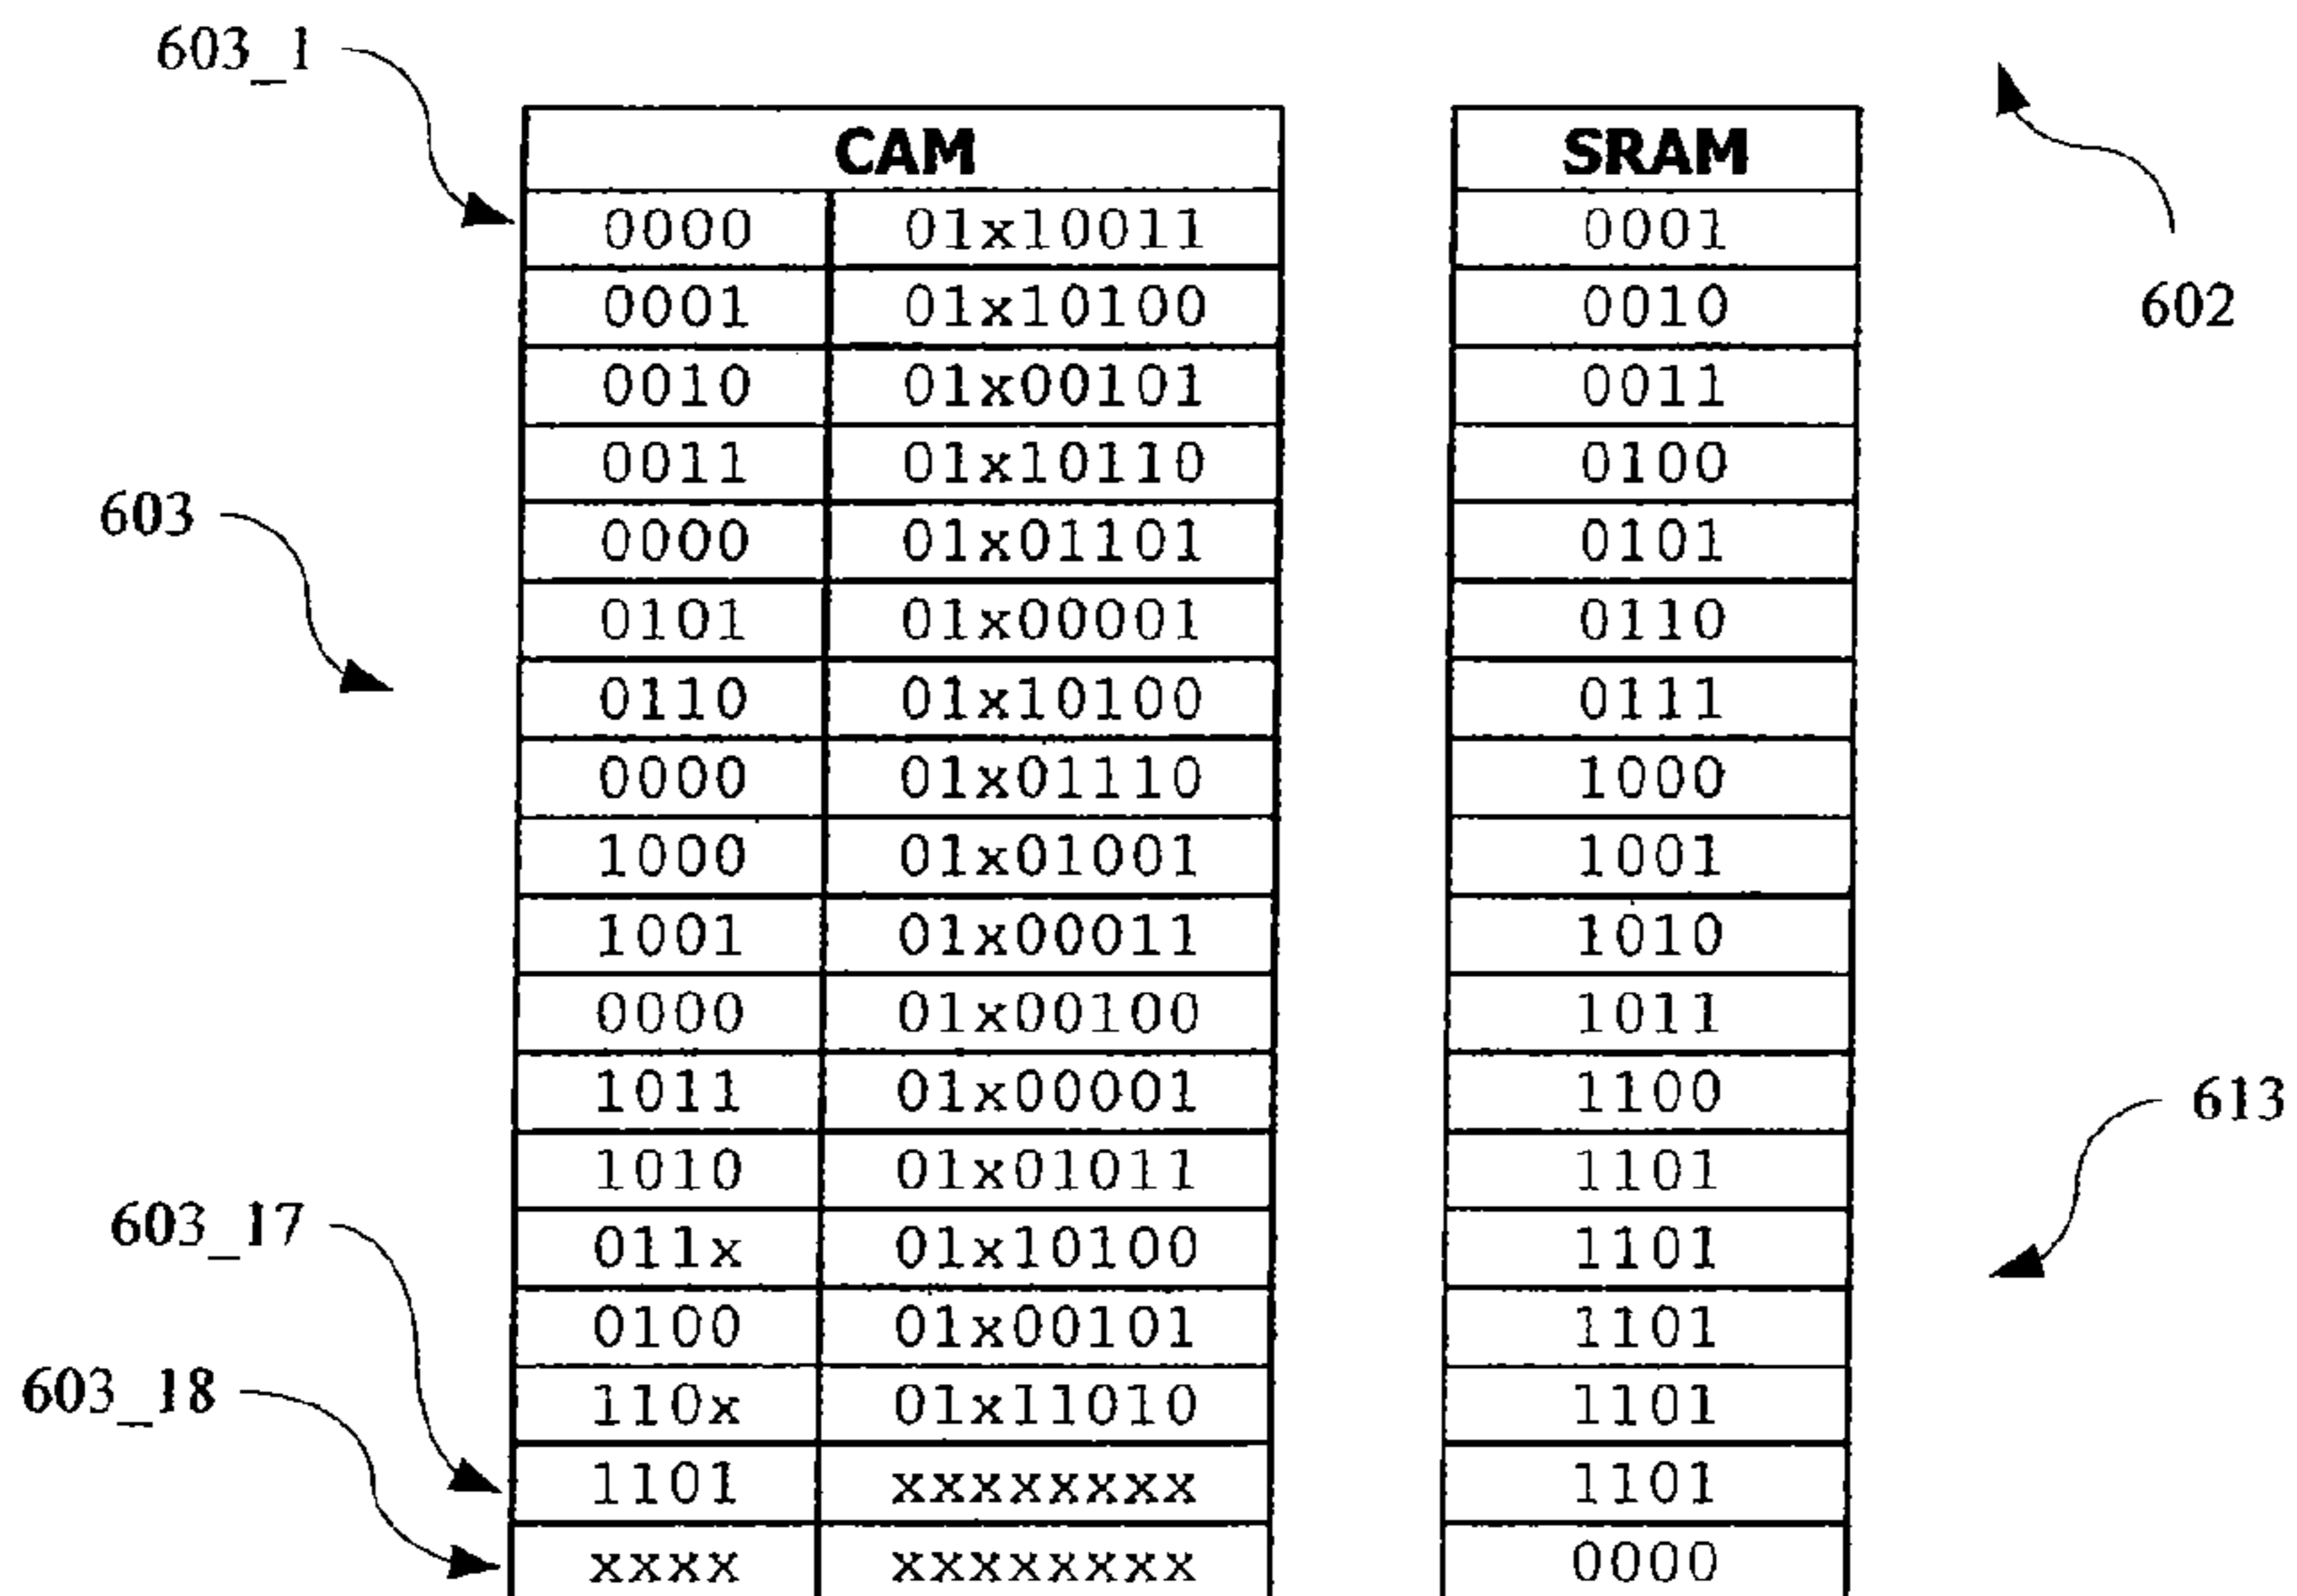 603_1
CAM SRAM
0000 01x10011 0001
0001 01x10100 0010
602
0010 01x00101 0011
0011 01x10110 0100
603
0000 01x01101 0101
0101 01x00001 0110
0110 01x10100 0111
0000 01x01110 1000
1000 01x01001 1001
1001 01x00011 1010
0000 01x00100 1011
1011 01x00001 1100
613
1010 01x01011 1101
603_17
011x 01x10100 1101
0100 01x00101 1101
603_18
110x 01x11010 1101
1101 xxxxxxxx 1101
xxxx xxxxxxxx 0000